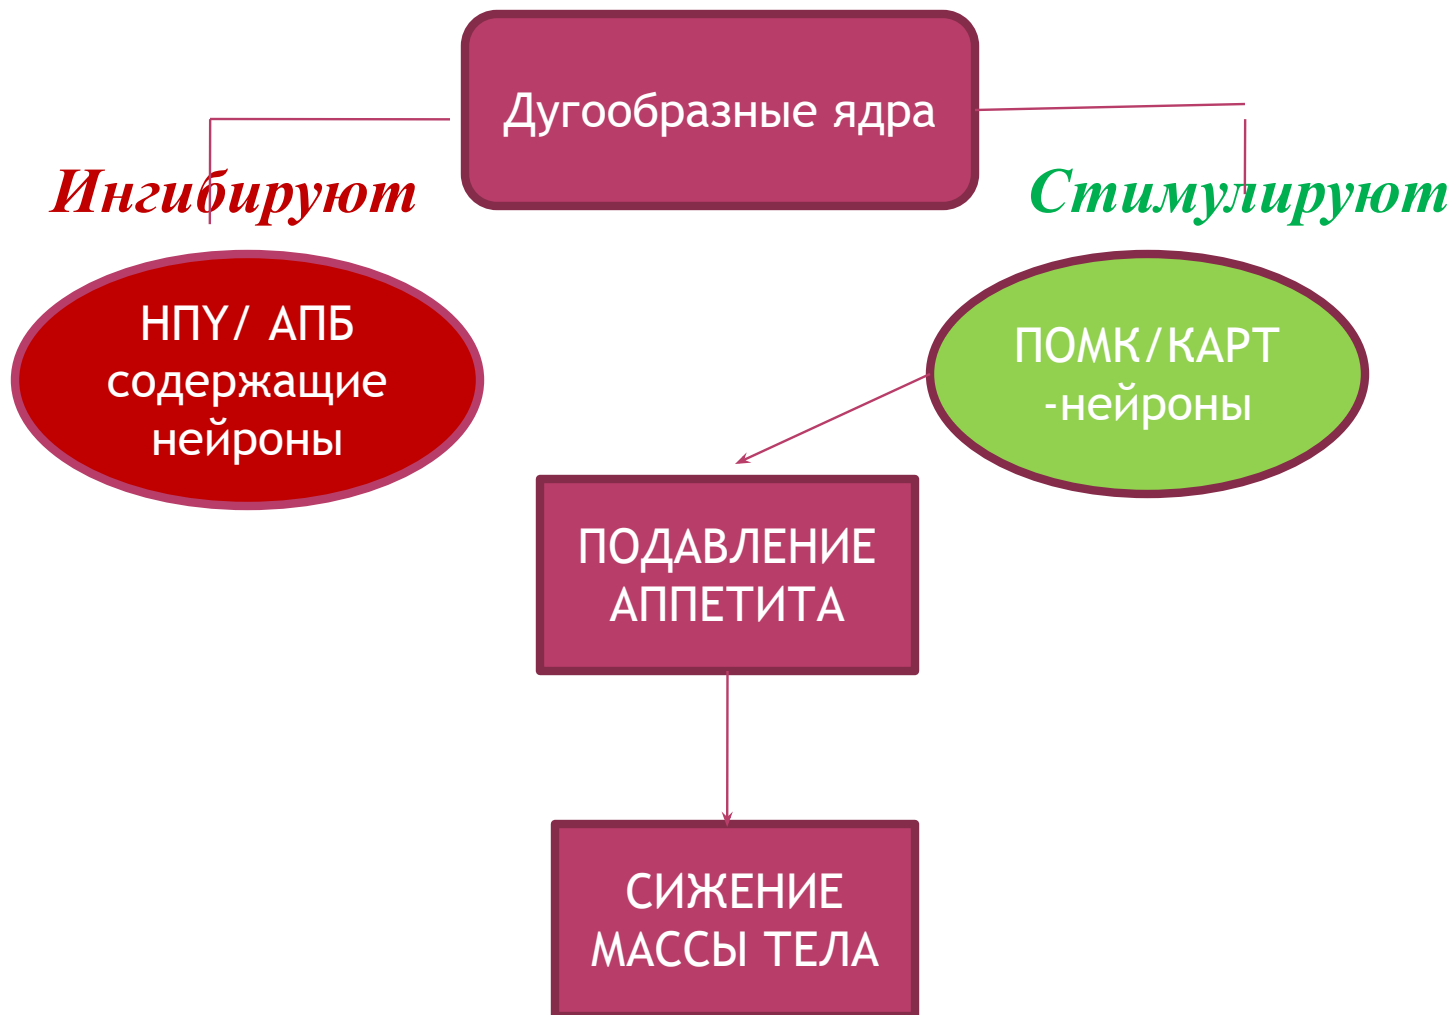 Дугообразные ядра
Ингибируют
Стимулируют
НПY/ АПБ
содержащие
нейроны
ПОМК/КАРТ
-нейроны
ПОДАВЛЕНИЕ
АППЕТИТА
СИЖЕНИЕ
МАССЫ ТЕЛА